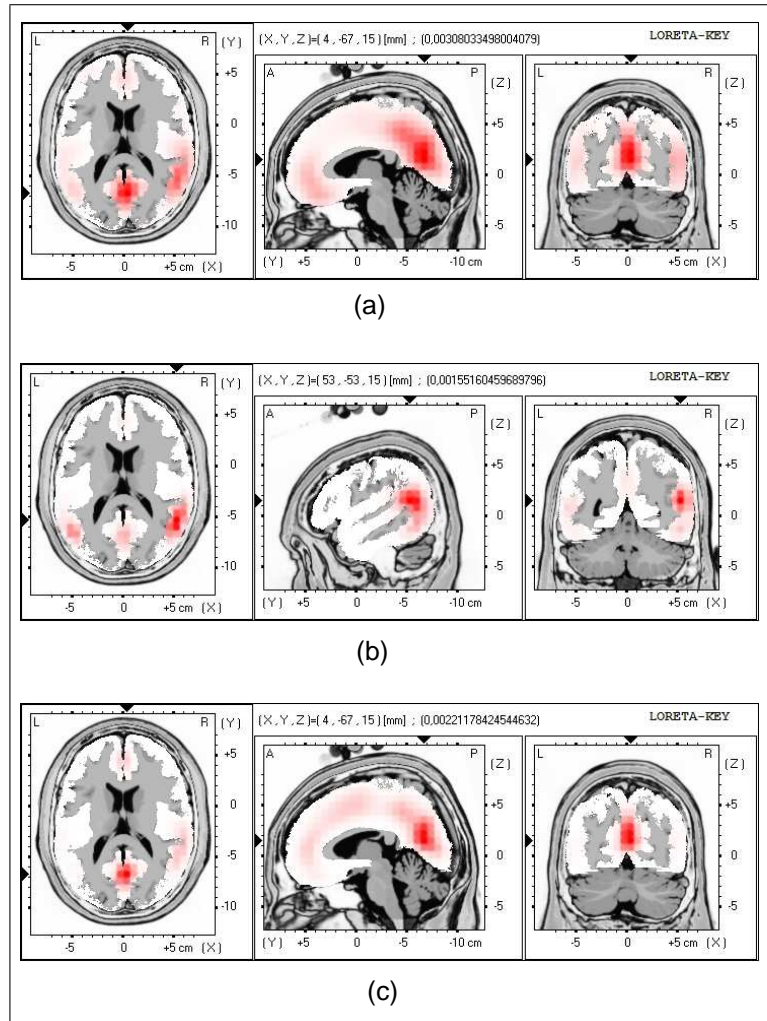 (X,Y,Z)=(4,-67,15)[mm] ; (0,00308033498004079) LORETA-KEY
L R (Y) A P (Z) L R (Z)
+5 +5 +5
0
-5 0 0
-10 -5 -5
-5 0 +5 cm (X) (Y) +5 0 -5 -10 cm -5 0 +5 cm (X)
(a)
(X,Y,Z)=(53,-53,15)[mm] ; (0,00155160459689796) LORETA-KEY
L R (Y) A P (Z) L R (Z)
+5 +5 +5
0
-5 0 0
-10 -5 -5
-5 0 +5 cm (X) (Y) +5 0 -5 -10 cm -5 0 +5 cm (X)
(b)
(X,Y,Z)=(4,-67,15)[mm] ; (0,00221178424544632) LORETA-KEY
L R (Y) A P (Z) L R (Z)
+5 +5 +5
0
-5 0 0
-10 -5 -5
-5 0 +5 cm (X) (Y) +5 0 -5 -10 cm -5 0 +5 cm (X)
(c)